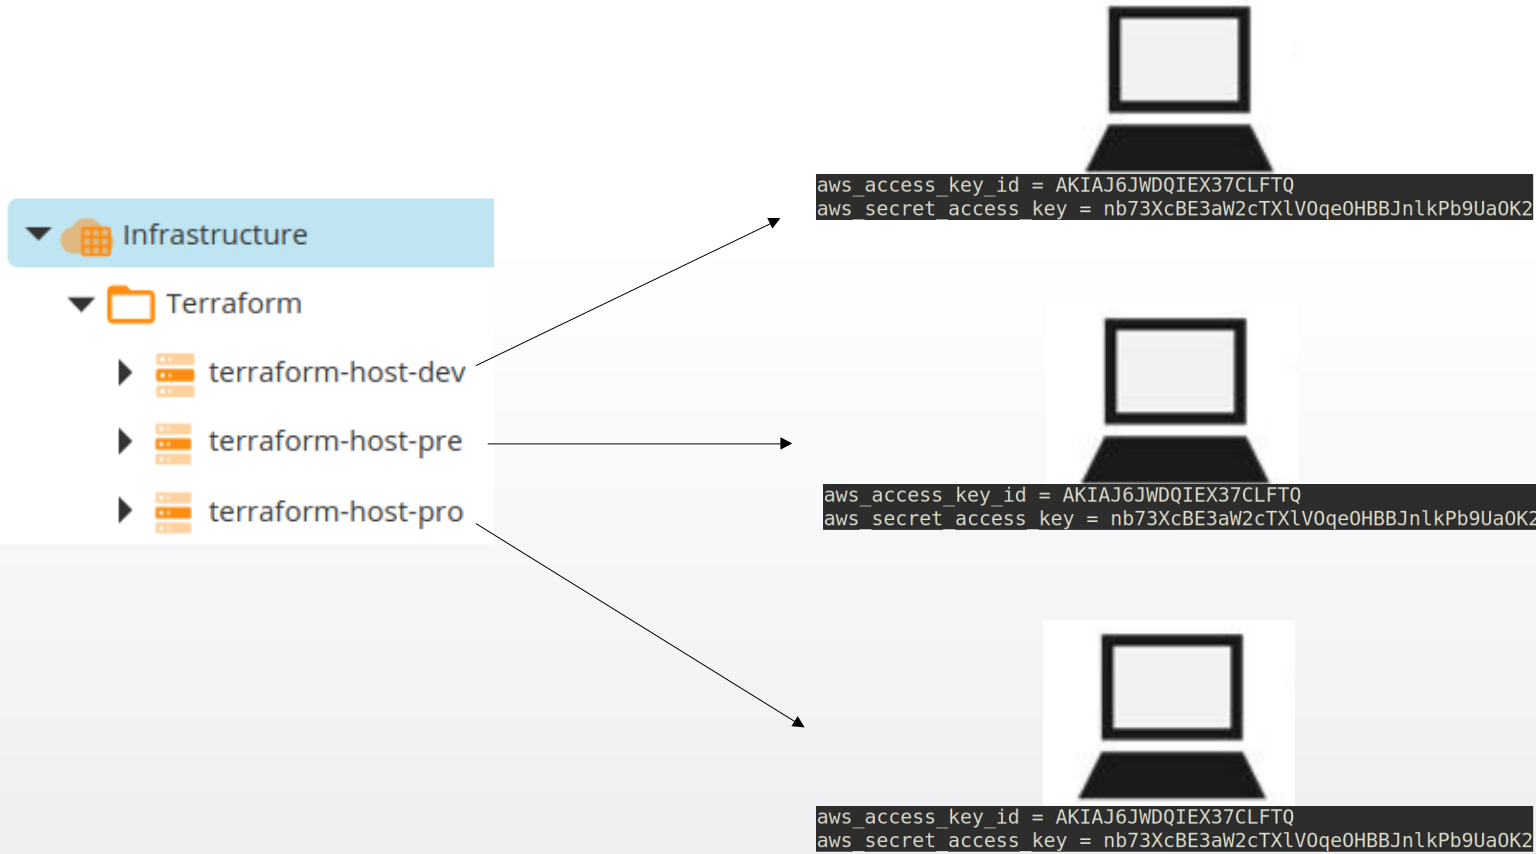 Infrastructure
Terraform
terraform-host-dev
terraform-host-pre
terraform-host-pro
aws_access_key_id = AKIAJ6JWDQIEX37CLFTQ
aws_secret_access_key = nb73XcBE3aW2cTXlVOqeOHBBJnlkPb9UaOK2
aws_access_key_id = AKIAJ6JWDQIEX37CLFTQ
aws_secret_access_key = nb73XcBE3aW2cTXlVOqeOHBBJnlkPb9UaOK2
aws_access_key_id = AKIAJ6JWDQIEX37CLFTQ
aws_secret_access_key = nb73XcBE3aW2cTXlVOqeOHBBJnlkPb9UaOK2